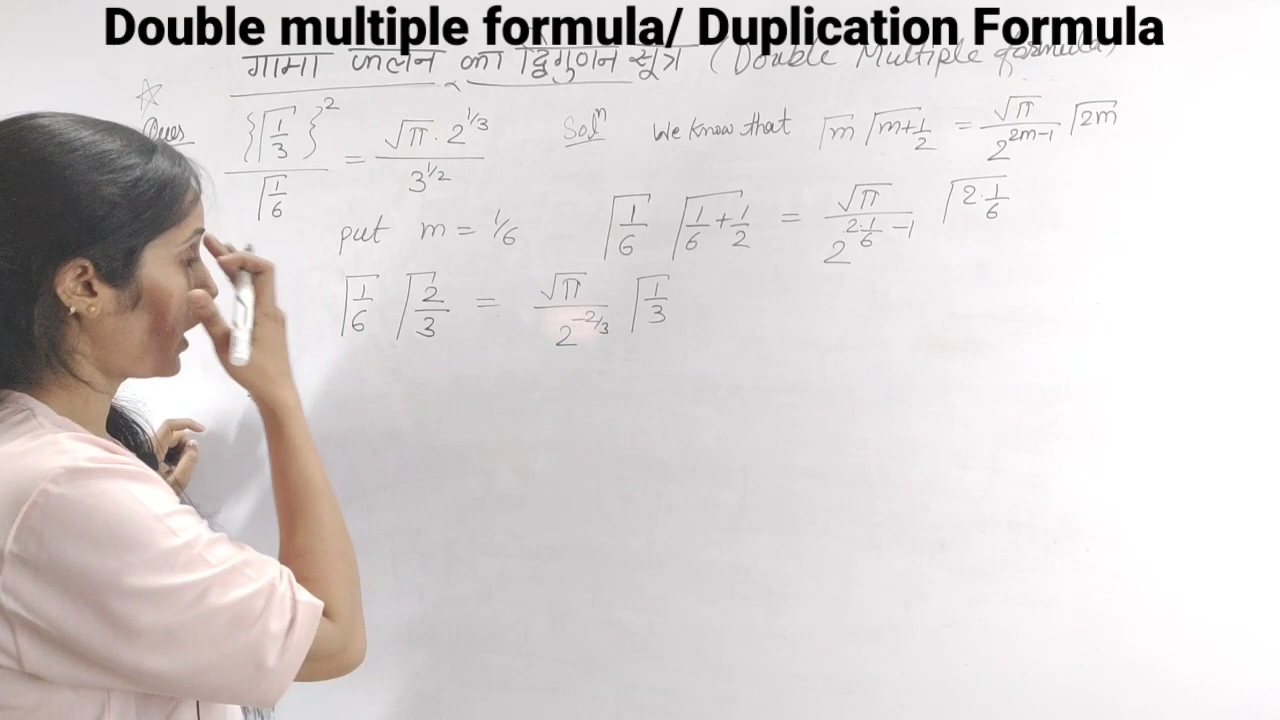 Double multiple formula/ Duplication Formula
गामा फलन का द्विगुणन सूत्र (Double Multiple formula)
Ques {Γ1/3}² / Γ1/6 = √π · 2^1/3 / 3^1/2 Solⁿ We know that Γm Γm+1/2 = √π / 2^2m-1 Γ2m
put m = 1/6 Γ1/6 Γ1/6+1/2 = √π / 2^2·1/6 -1 Γ2·1/6
Γ1/6 Γ2/3 = √π / 2^-2/3 Γ1/3